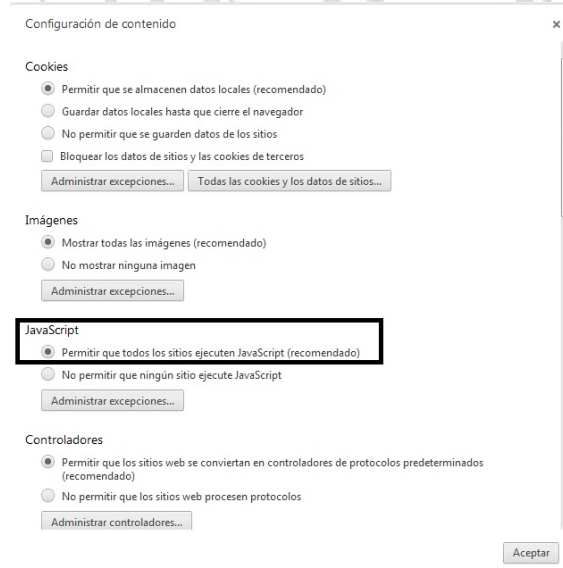 Configuración de contenido
×
Cookies
Permitir que se almacenen datos locales (recomendado)
Guardar datos locales hasta que cierre el navegador
No permitir que se guarden datos de los sitios
Bloquear los datos de sitios y las cookies de terceros
Administrar excepciones... Todas las cookies y los datos de sitios...
Imágenes
Mostrar todas las imágenes (recomendado)
No mostrar ninguna imagen
Administrar excepciones...
JavaScript
Permitir que todos los sitios ejecuten JavaScript (recomendado)
No permitir que ningún sitio ejecute JavaScript
Administrar excepciones...
Controladores
Permitir que los sitios web se conviertan en controladores de protocolos predeterminados
(recomendado)
No permitir que los sitios web procesen protocolos
Administrar controladores...
Aceptar